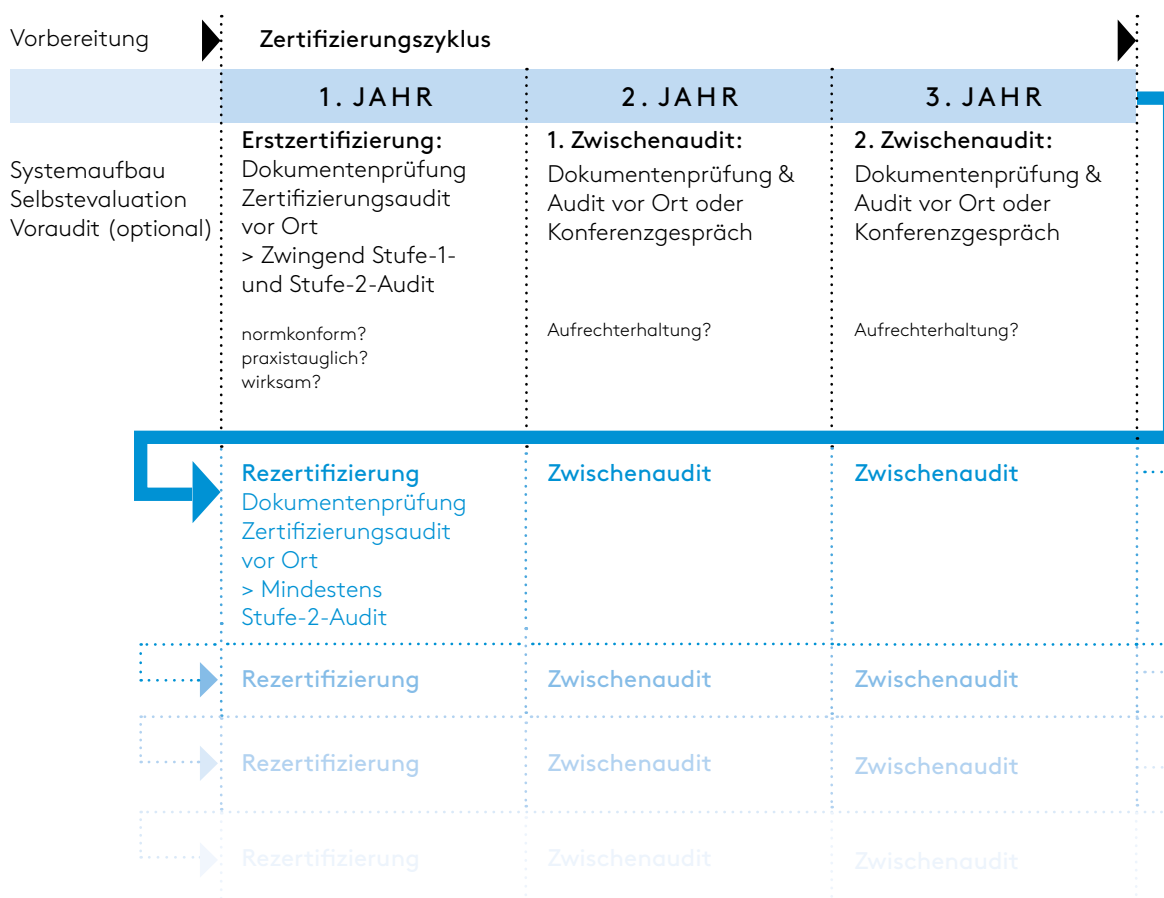 Vorbereitung
Zertifizierungszyklus
1. JAHR
2. JAHR
3. JAHR
Systemaufbau
Selbstevaluation
Voraudit (optional)
Erstzertifizierung:
Dokumentenprüfung
Zertifizierungsaudit
vor Ort
> Zwingend Stufe-1-
und Stufe-2-Audit
normkonform?
praxistauglich?
wirksam?
1. Zwischenaudit:
Dokumentenprüfung &
Audit vor Ort oder
Konferenzgespräch
Aufrechterhaltung?
2. Zwischenaudit:
Dokumentenprüfung &
Audit vor Ort oder
Konferenzgespräch
Aufrechterhaltung?
Rezertifizierung
Dokumentenprüfung
Zertifizierungsaudit
vor Ort
> Mindestens
Stufe-2-Audit
Zwischenaudit
Zwischenaudit
Rezertifizierung
Zwischenaudit
Zwischenaudit
Rezertifizierung
Zwischenaudit
Zwischenaudit
Rezertifizierung
Zwischenaudit
Zwischenaudit